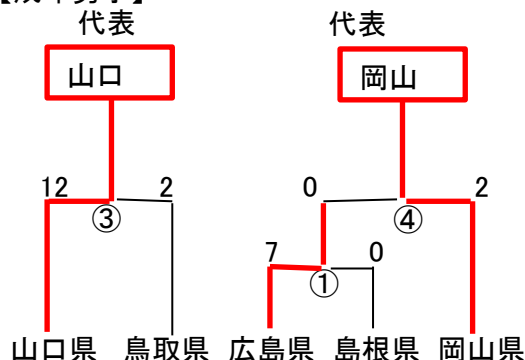 代表 代表
山口 岡山
12 2 0 2
③ ④
7 0
①
山口県 鳥取県 広島県 島根県 岡山県